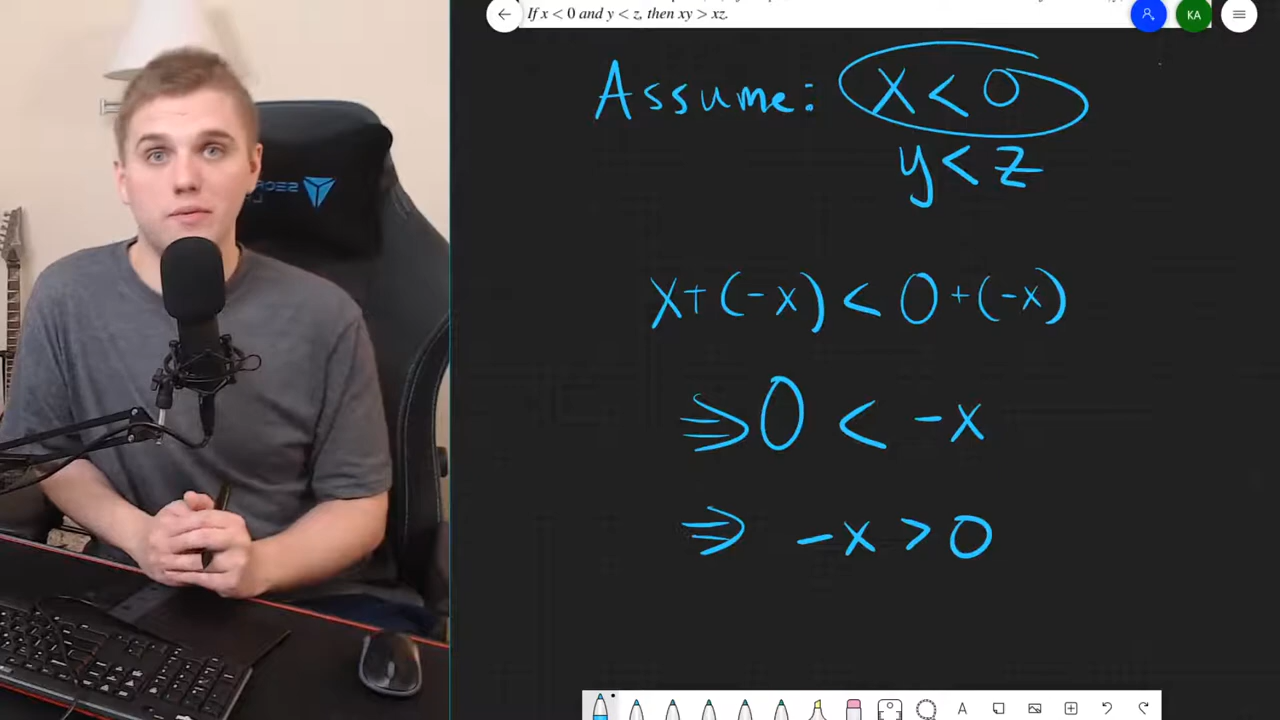 If x < 0 and y < z, then xy > xz.
KA
Assume: x < 0
y < z
x+(-x) < 0+(-x)
⇒ 0 < -x
⇒ -x > 0
A